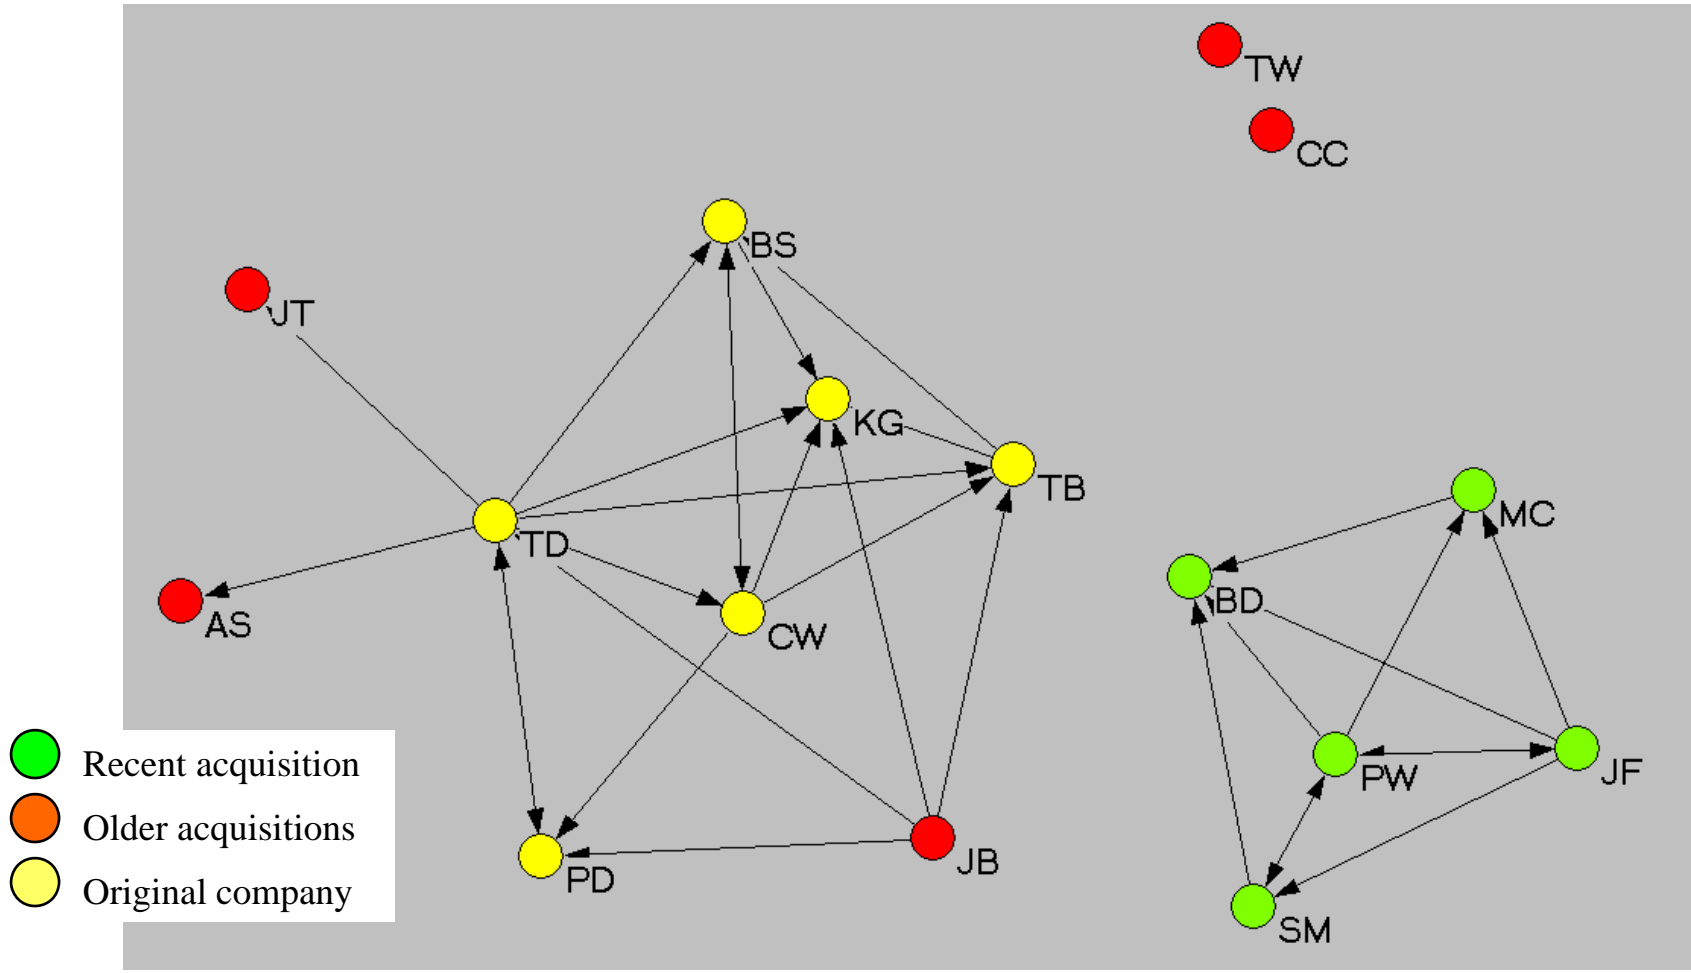 TW
CC
BS
JT
KG
TB
MC
TD
BD
AS
CW
Recent acquisition
PW
JF
Older acquisitions
JB
PD
Original company
SM